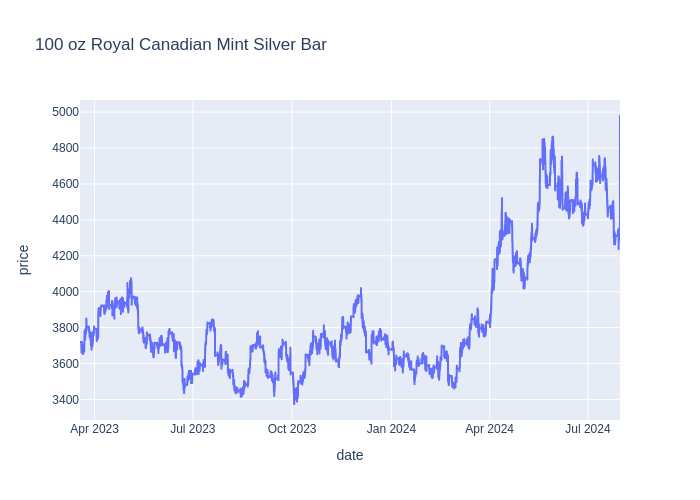 100 oz Royal Canadian Mint Silver Bar
5000
4800
4600
4400
4200
4000
3800
3600
3400
price
Apr 2023
Jul 2023
Oct 2023
Jan 2024
Apr 2024
Jul 2024
date